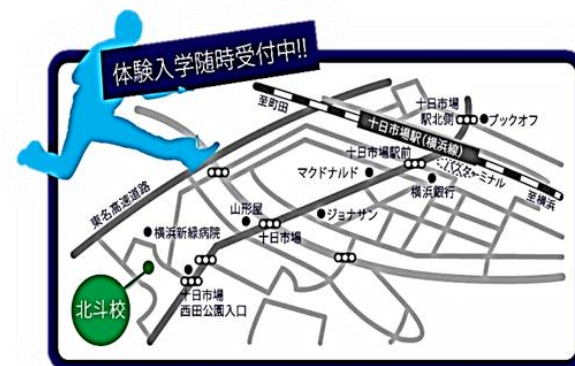 体験入学随時受付中!!
至町田
十日市場
駅北側
ブックオフ
十日市場駅(横浜線)
十日市場駅前
バスターミナル
マクドナルド
横浜銀行
至横浜
東名高速道路
山形屋
ジョナサン
十日市場
横浜新緑病院
北斗校
十日市場
西田公園入口